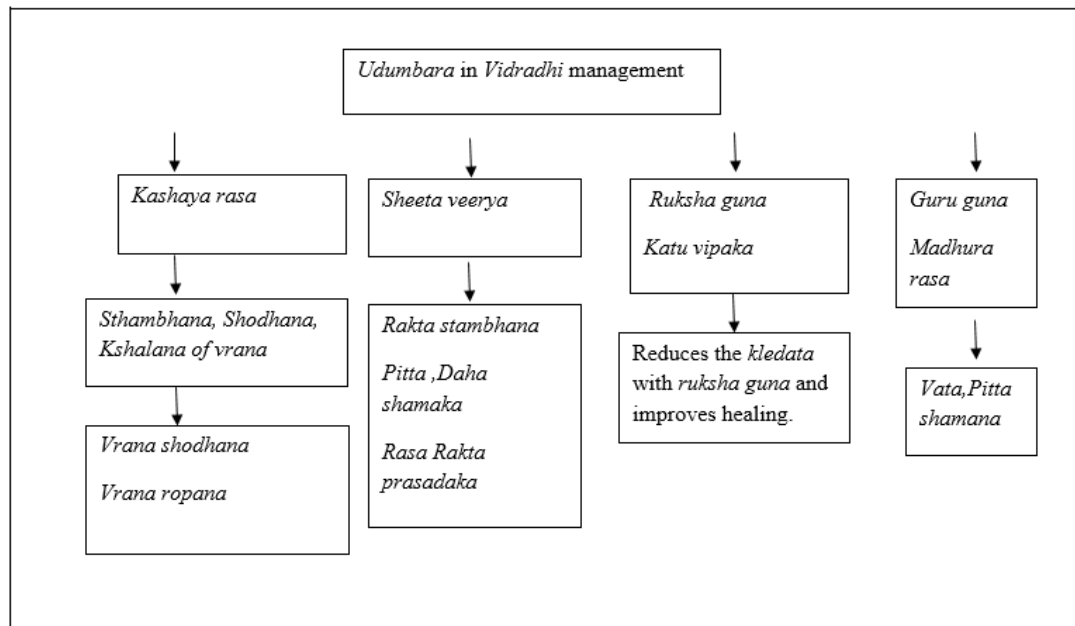 Udumbara in Vidradhi management
Kashaya rasa
Sthambhana, Shodhana,
Kshalana of vrana
Vrana shodhana
Vrana ropana
Sheeta veerya
Rakta stambhana
Pitta ,Daha
shamaka
Rasa Rakta
prasadaka
Ruksha guna
Katu vipaka
Reduces the kledata
with ruksha guna and
improves healing.
Guru guna
Madhura
rasa
Vata,Pitta
shamana